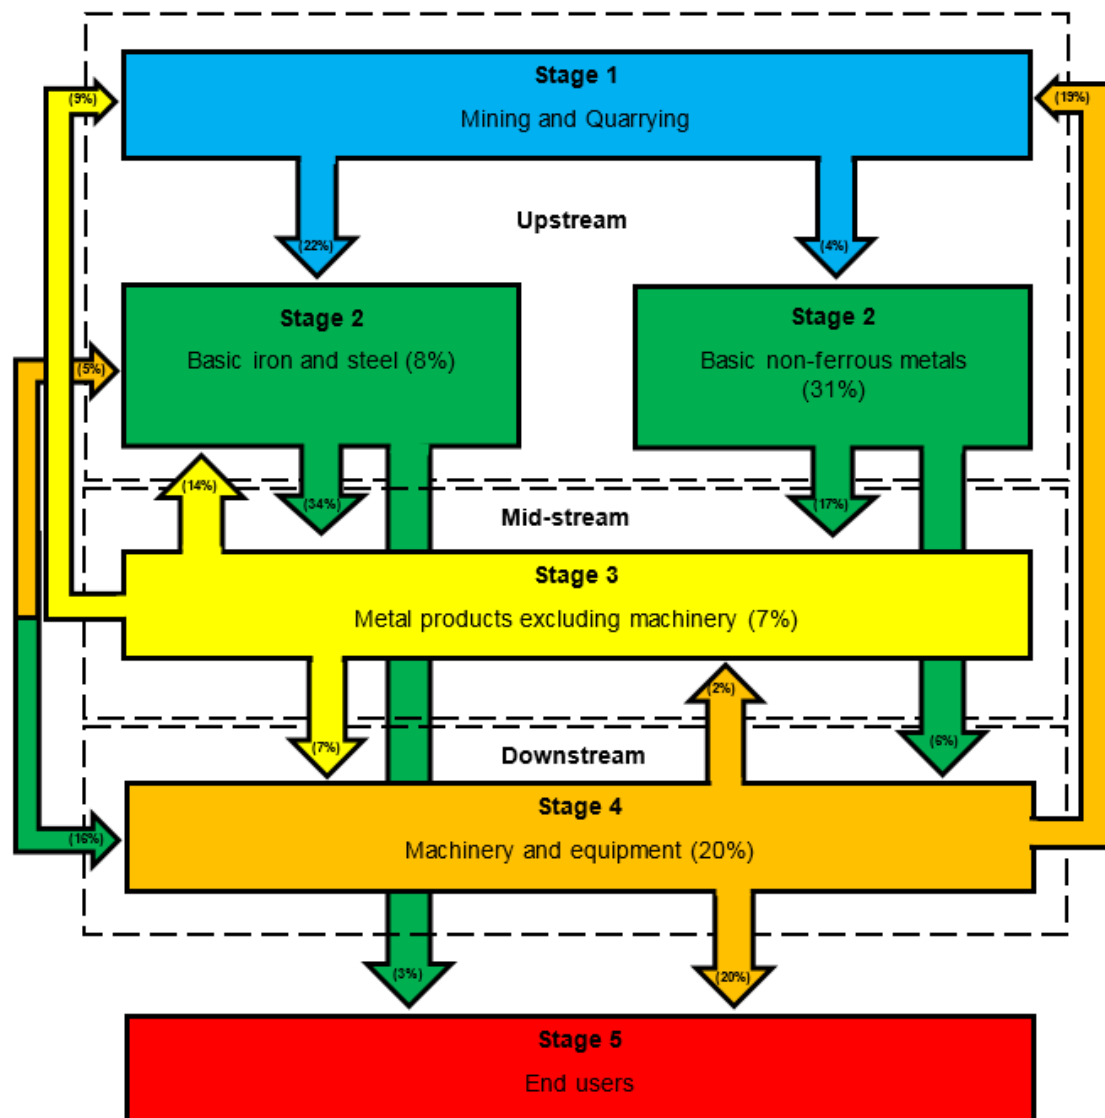 Stage 1
(9%)
(19%)
Mining and Quarrying
Upstream
(22%)
(4%)
Stage 2
Basic iron and steel (8%)
Stage 2
Basic non-ferrous metals
(31%)
(5%)
(14%)
(34%)
(17%)
Mid-stream
Stage 3
Metal products excluding machinery (7%)
(2%)
(7%)
(6%)
Downstream
Stage 4
(16%)
Machinery and equipment (20%)
(3%)
(20%)
Stage 5
End users